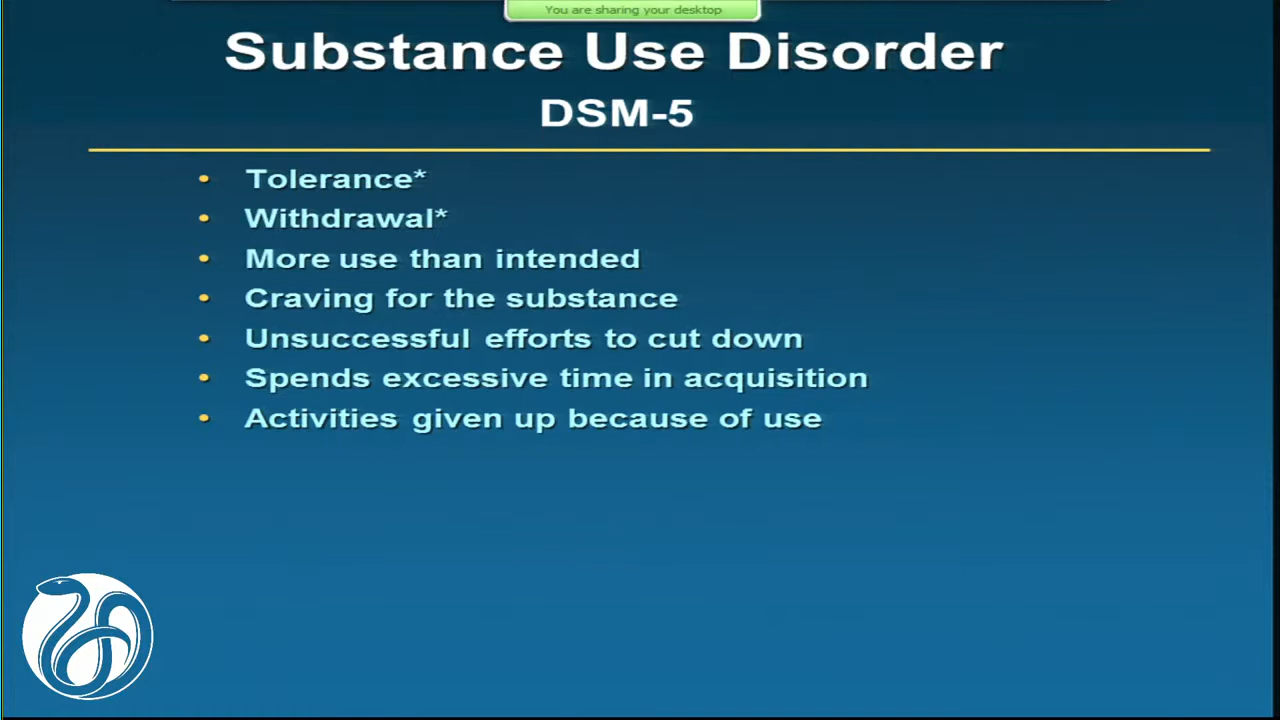 You are sharing your desktop
Substance Use Disorder
DSM-5
• Tolerance*
• Withdrawal*
• More use than intended
• Craving for the substance
• Unsuccessful efforts to cut down
• Spends excessive time in acquisition
• Activities given up because of use